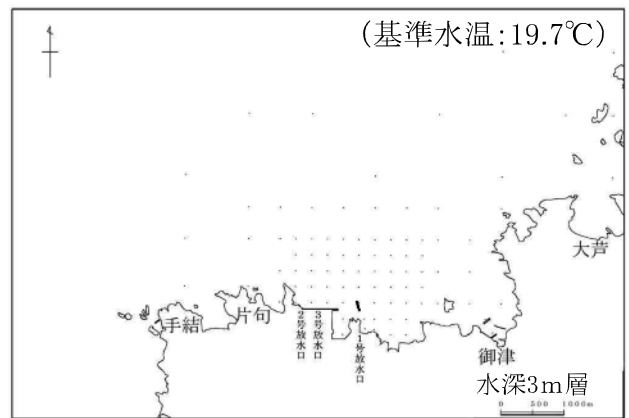 (基準水温:19.7℃)
大芦
手結
片句
2号放水口
3号放水口
1号放水口
御津
水深3m層
0 500 1000m